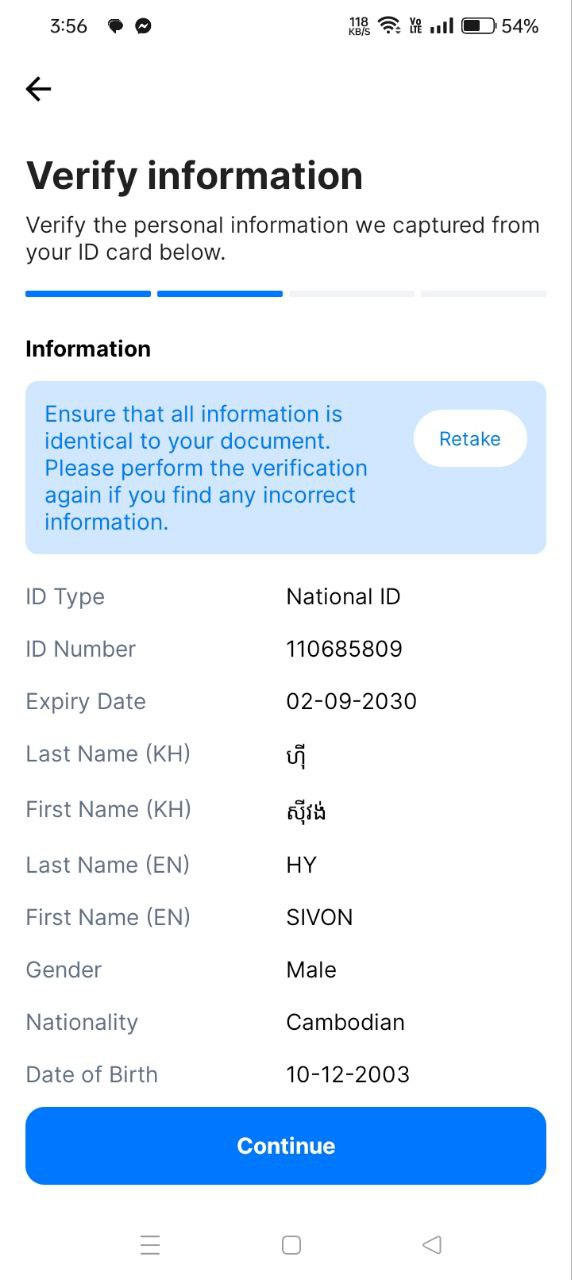 3:56
118
KB/S
Vo
LTE
54%
Verify information
Verify the personal information we captured from
your ID card below.
Information
Ensure that all information is
identical to your document.
Please perform the verification
again if you find any incorrect
information.
Retake
ID Type National ID
ID Number 110685809
Expiry Date 02-09-2030
Last Name (KH) ហ៊ី
First Name (KH) ស៊ីវង់
Last Name (EN) HY
First Name (EN) SIVON
Gender Male
Nationality Cambodian
Date of Birth 10-12-2003
Continue